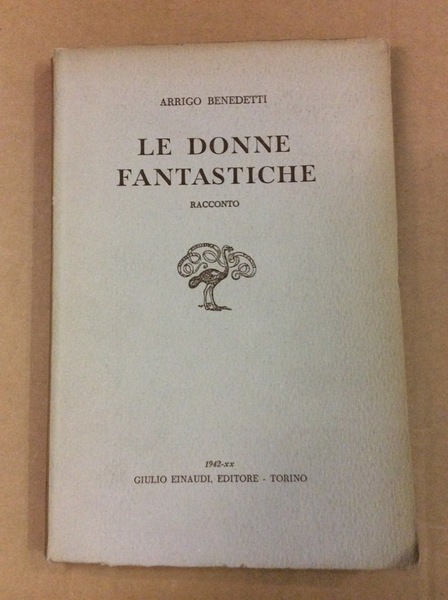 ARRIGO BENEDETTI
LE DONNE
FANTASTICHE
RACCONTO
1942-xx
GIULIO EINAUDI, EDITORE - TORINO